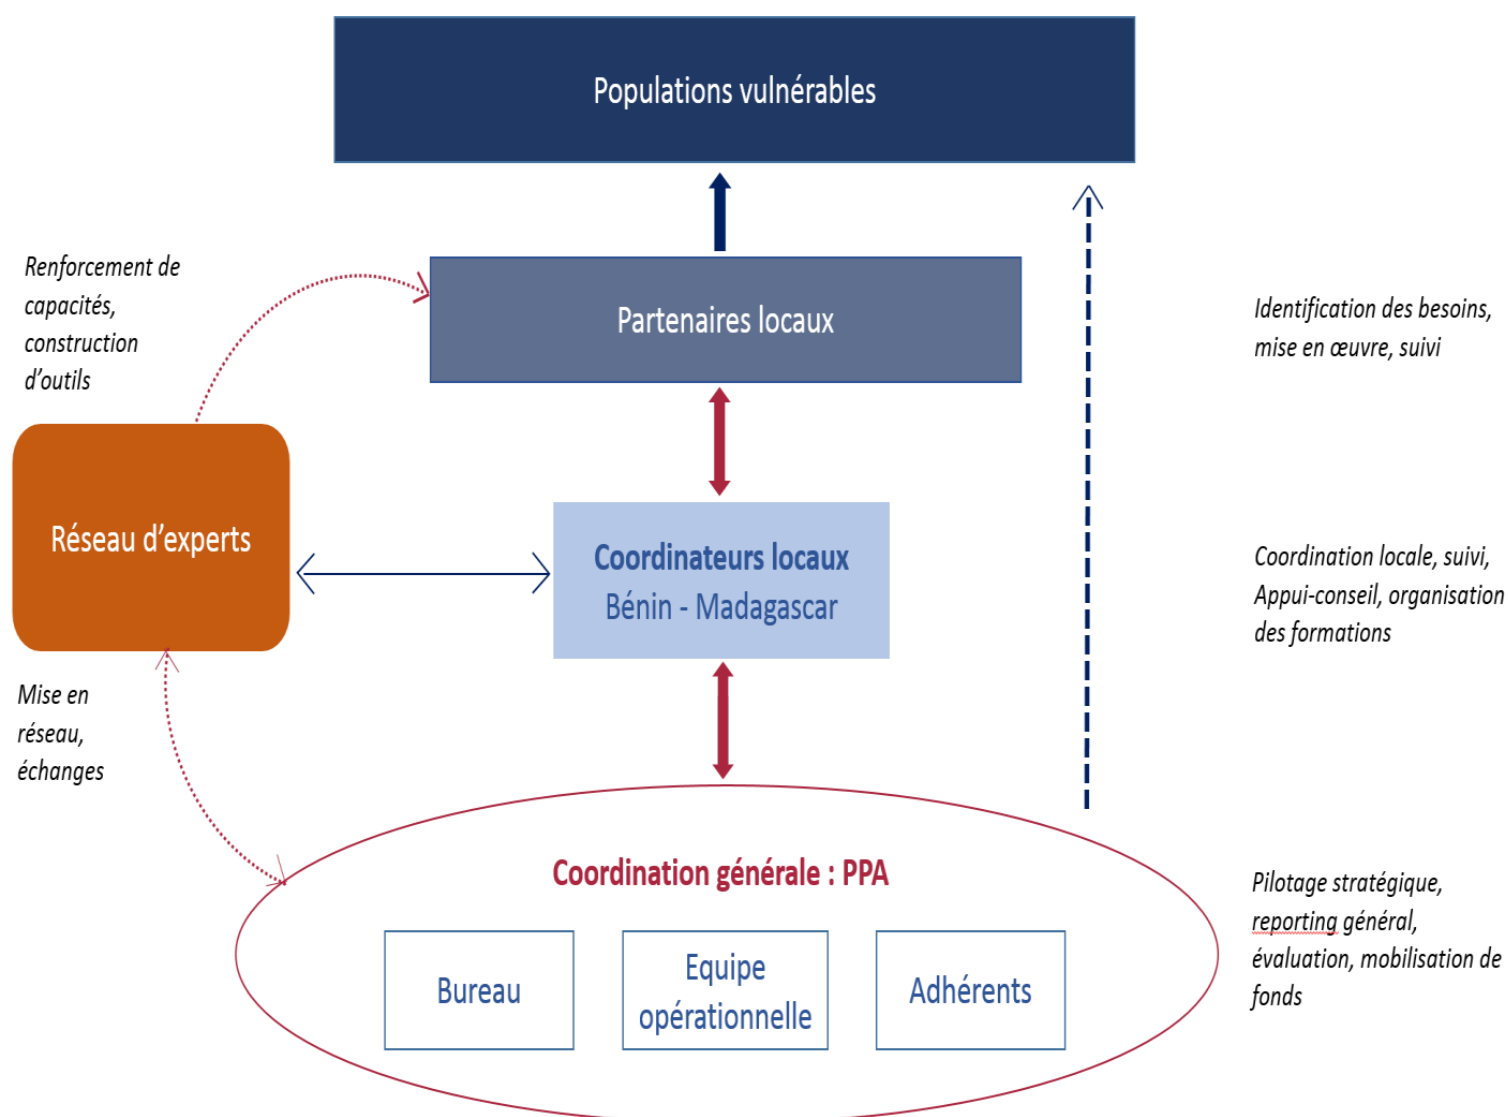 Populations vulnérables
Renforcement de
capacités,
construction
d’outils
Partenaires locaux
Identification des besoins,
mise en œuvre, suivi
Réseau d’experts
Coordinateurs locaux
Bénin - Madagascar
Coordination locale, suivi,
Appui-conseil, organisation
des formations
Mise en
réseau,
échanges
Coordination générale : PPA
Bureau
Equipe
opérationnelle
Adhérents
Pilotage stratégique,
reporting général,
évaluation, mobilisation de
fonds